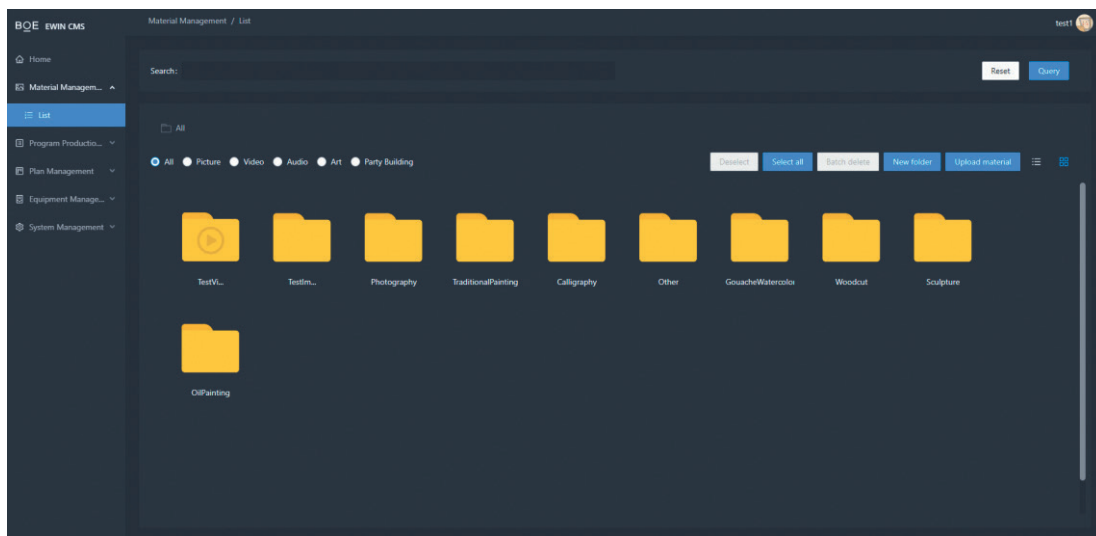 BOE EWIN CMS
Material Management / List
test1
Home
Material Managem...
List
Program Productio...
Plan Management
Equipment Manage...
System Management
Search:
Reset
Query
All
All Picture Video Audio Art Party Building
Deselect Select all Batch delete New folder Upload material
TestVi... TestIm... Photography TraditionalPainting Calligraphy Other GouacheWatercolor Woodcut Sculpture
OilPainting